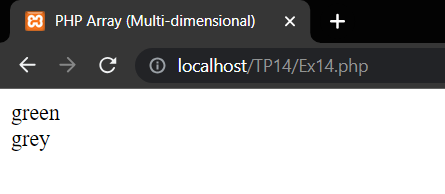 PHP Array (Multi-dimensional)
localhost/TP14/Ex14.php
green
grey